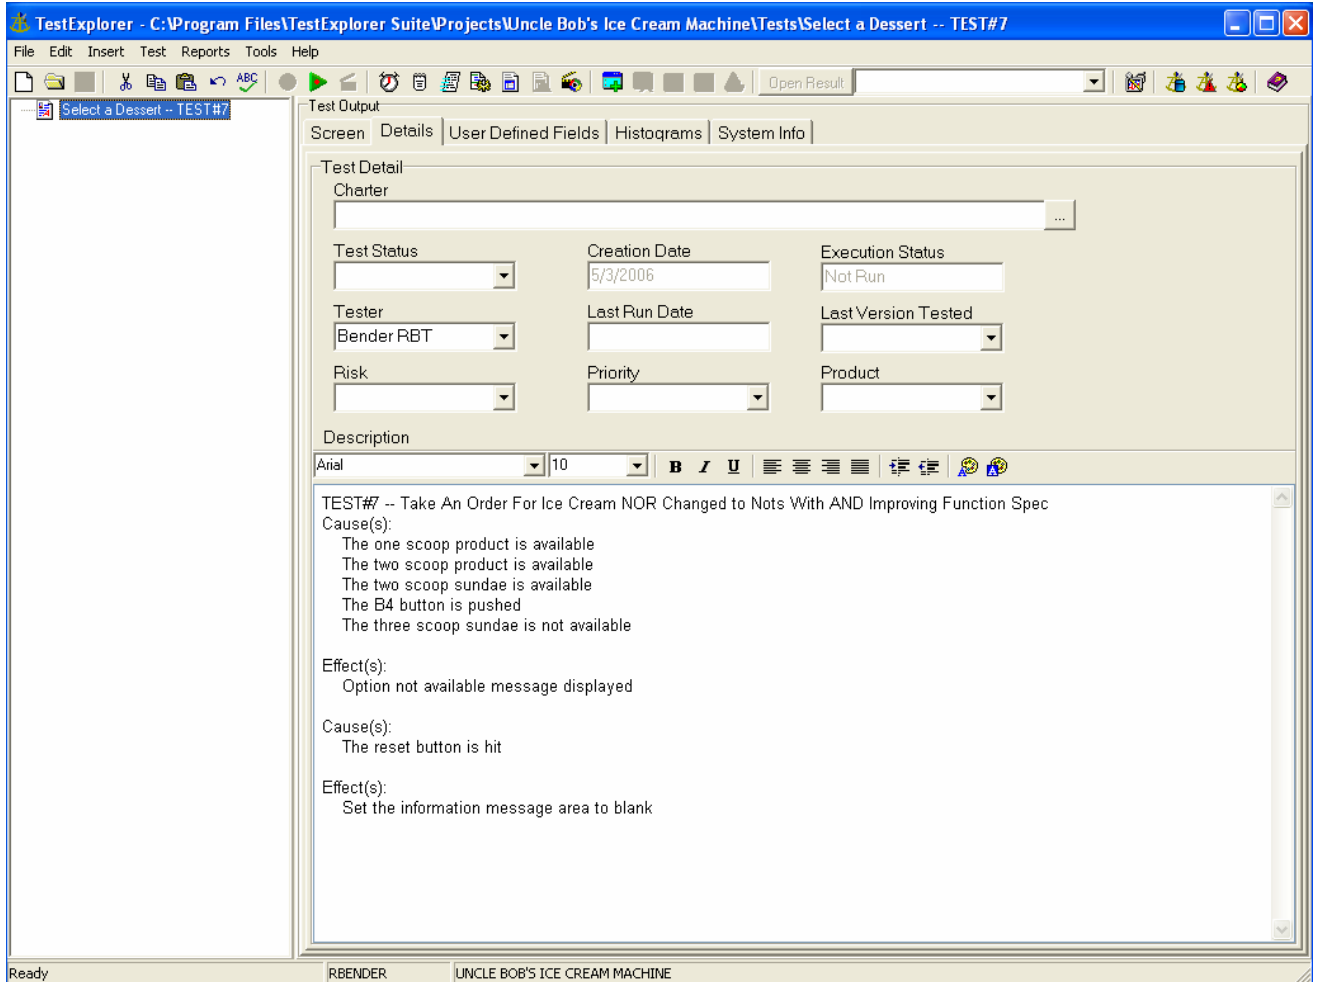 TestExplorer - C:\Program Files\TestExplorer Suite\Projects\Uncle Bob's Ice Cream Machine\Tests\Select a Dessert -- TEST#7
File Edit Insert Test Reports Tools Help
ABC Open Result
Select a Dessert -- TEST#7
Test Output
Screen Details User Defined Fields Histograms System Info
Test Detail
Charter
...
Test Status Creation Date Execution Status
5/3/2006 Not Run
Tester Last Run Date Last Version Tested
Bender RBT
Risk Priority Product
Description
Arial 10 B I U
TEST#7 -- Take An Order For Ice Cream NOR Changed to Nots With AND Improving Function Spec
Cause(s):
The one scoop product is available
The two scoop product is available
The two scoop sundae is available
The B4 button is pushed
The three scoop sundae is not available
Effect(s):
Option not available message displayed
Cause(s):
The reset button is hit
Effect(s):
Set the information message area to blank
Ready RBENDER UNCLE BOB'S ICE CREAM MACHINE